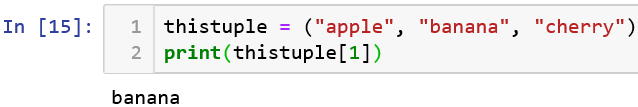 In [15]:
1 thistuple = ("apple", "banana", "cherry")
2 print(thistuple[1])
banana